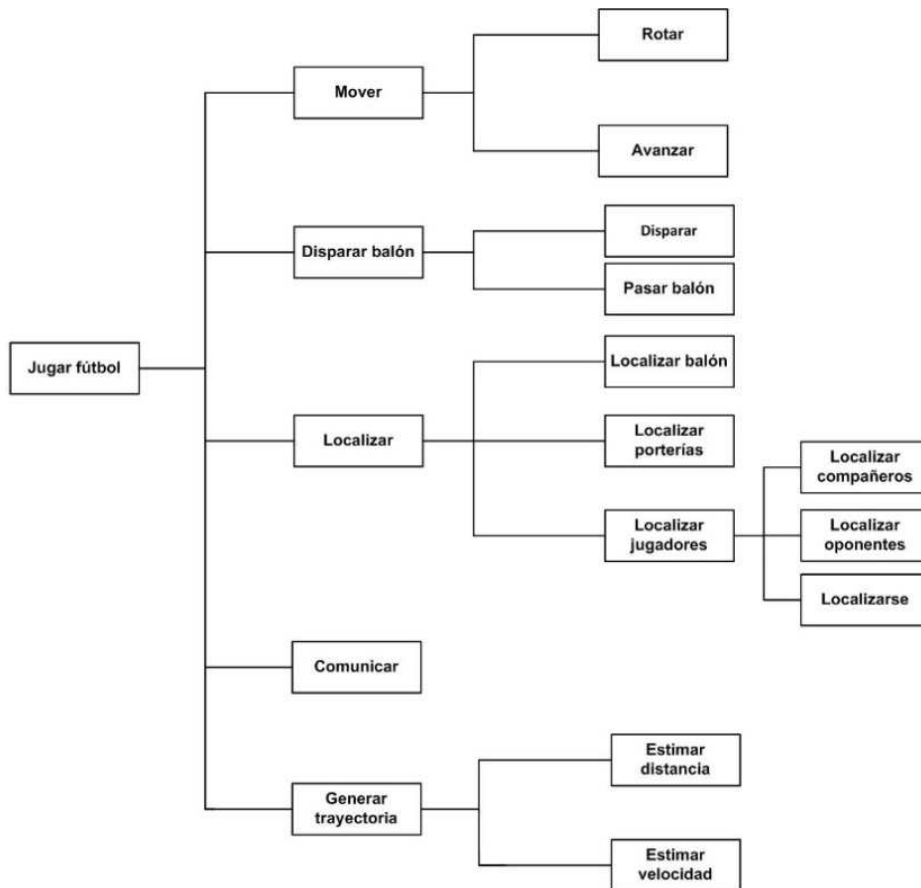 Rotar
Mover
Avanzar
Disparar
Disparar balón
Pasar balón
Jugar fútbol
Localizar balón
Localizar
Localizar
porterías
Localizar
compañeros
Localizar
jugadores
Localizar
oponentes
Localizarse
Comunicar
Estimar
distancia
Generar
trayectoria
Estimar
velocidad